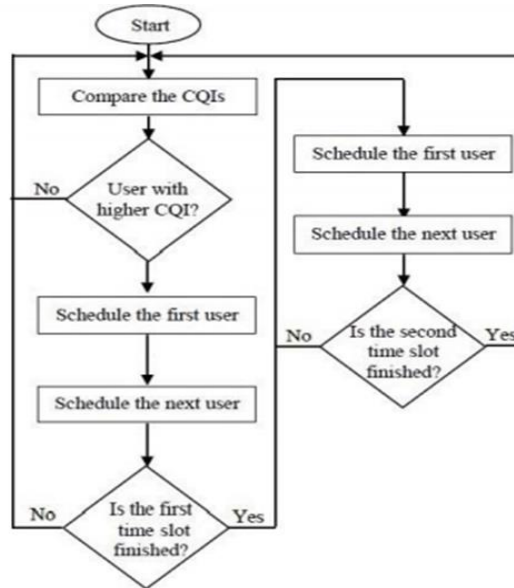 Start
Compare the CQIs
No
User with
higher CQI?
Schedule the first user
Schedule the next user
No
Is the first
time slot
finished?
Yes
Schedule the first user
Schedule the next user
No
Is the second
time slot
finished?
Yes